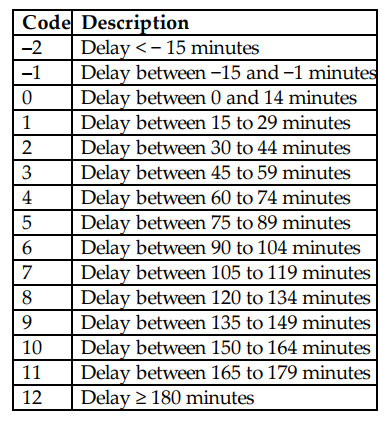 Code Description
–2 Delay < − 15 minutes
–1 Delay between −15 and −1 minutes
0 Delay between 0 and 14 minutes
1 Delay between 15 to 29 minutes
2 Delay between 30 to 44 minutes
3 Delay between 45 to 59 minutes
4 Delay between 60 to 74 minutes
5 Delay between 75 to 89 minutes
6 Delay between 90 to 104 minutes
7 Delay between 105 to 119 minutes
8 Delay between 120 to 134 minutes
9 Delay between 135 to 149 minutes
10 Delay between 150 to 164 minutes
11 Delay between 165 to 179 minutes
12 Delay ≥ 180 minutes